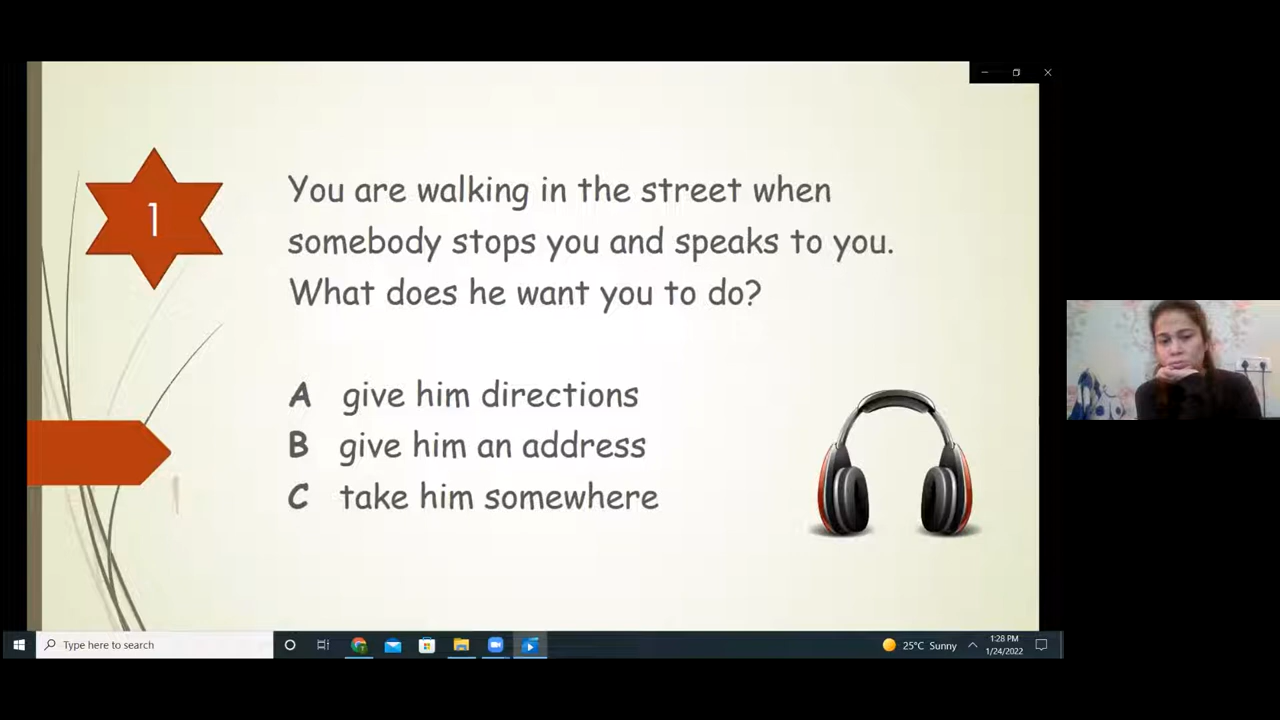 1
You are walking in the street when
somebody stops you and speaks to you.
What does he want you to do?
A give him directions
B give him an address
C take him somewhere
Type here to search
25°C Sunny
1:28 PM
1/24/2022